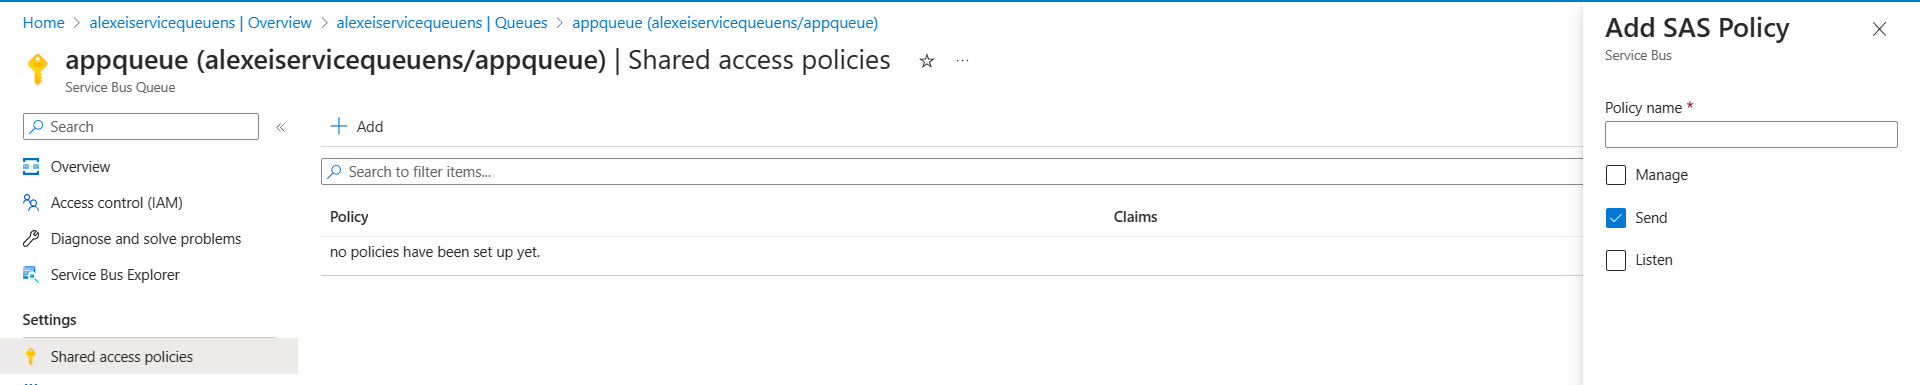 Home > alexeiservicequeuens | Overview > alexeiservicequeuens | Queues > appqueue (alexeiservicequeuens/appqueue)
appqueue (alexeiservicequeuens/appqueue) | Shared access policies
Service Bus Queue
Search
Overview
Access control (IAM)
Diagnose and solve problems
Service Bus Explorer
Settings
Shared access policies
Add
Search to filter items...
Policy Claims
no policies have been set up yet.
Add SAS Policy
Service Bus
Policy name *
Manage
Send
Listen